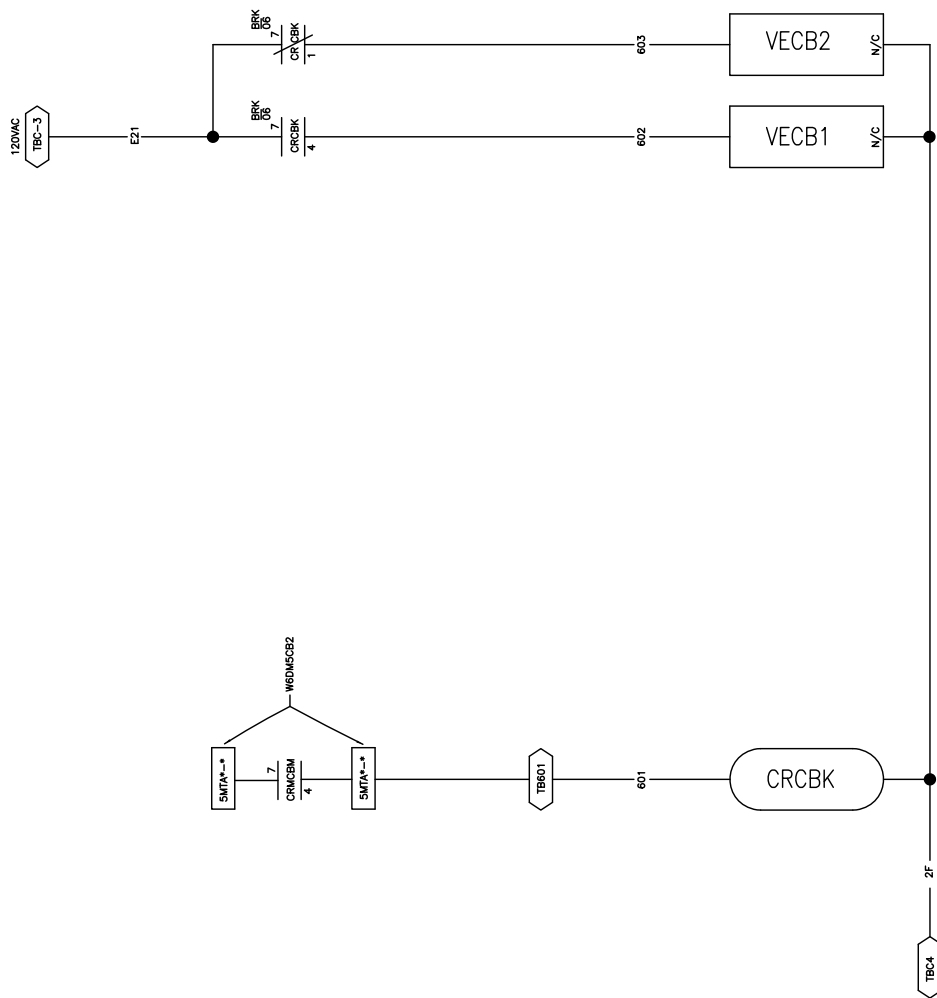 BRK
06
7
CRCBK
1
603
VECB2
N/C
120VAC
TBC-3
E21
BRK
06
7
CRCBK
4
602
VECB1
N/C
W6DM5CB2
5MTA*-*
7
CRMCBM
4
5MTA*-*
TB601
601
CRCBK
2F
TBC4